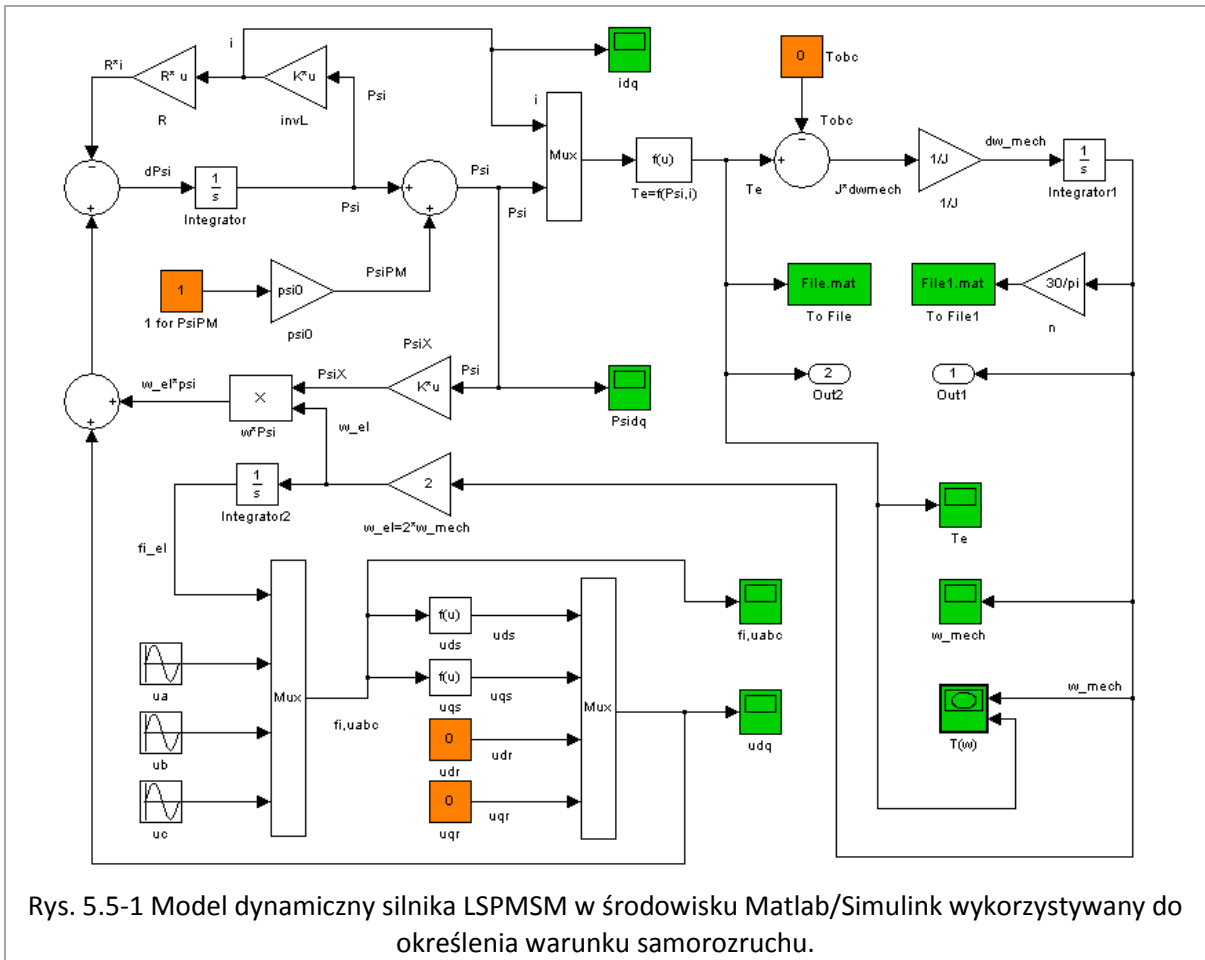 i
0
Tobc
R*i
R* u
K*u
idq
R
invL
Psi
i
Tobc
Mux
f(u)
1/J
dw_mech
1
s
dPsi
1
s
Psi
Psi
Te=f(Psi,i)
Te
J*dwmech
Integrator1
Integrator
Psi
1/J
PsiPM
1
psi0
File.mat
File1.mat
30/pi
1 for PsiPM
psi0
To File
To File1
n
PsiX
w_el*psi
PsiX
K*u
Psi
2
1
X
Out2
Out1
w*Psi
w_el
Psidq
1
s
2
Integrator2
w_el=2*w_mech
Te
fi_el
f(u)
uds
uds
fi,uabc
w_mech
Mux
f(u)
uqs
uqs
Mux
w_mech
ua
fi,uabc
0
udr
udr
udq
T(w)
ub
0
uqr
uqr
uc
Rys. 5.5-1 Model dynamiczny silnika LSPMSM w środowisku Matlab/Simulink wykorzystywany do
określenia warunku samorozruchu.